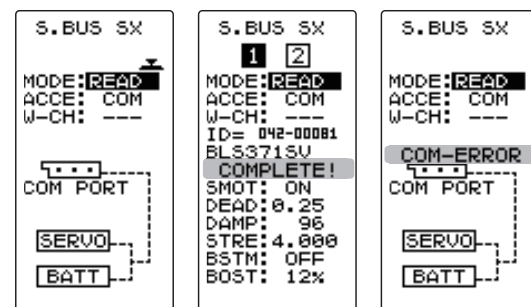 S.BUS SX
MODE:READ
ACCE: COM
W-CH: ---
COM PORT
SERVO
BATT
S.BUS SX
1 2
MODE:READ
ACCE: COM
W-CH: ---
ID= 042-00081
BLS371SV
COMPLETE!
SMOT: ON
DEAD:0.25
DAMP: 96
STRE:4.000
BSTM: OFF
BOST: 12%
S.BUS SX
MODE:READ
ACCE: COM
W-CH: ---
COM-ERROR
COM PORT
SERVO
BATT